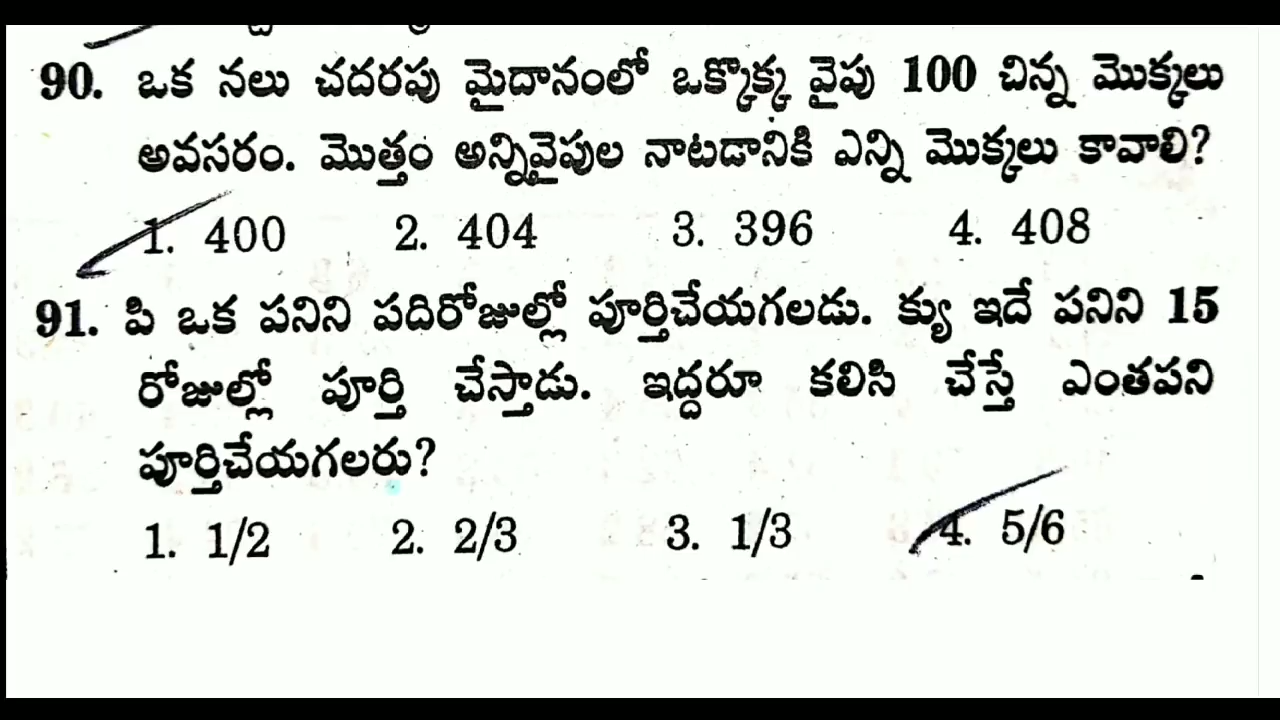 90. ఒక నలు చదరపు మైదానంలో ఒక్కొక్క వైపు 100 చిన్న మొక్కలు
అవసరం. మొత్తం అన్నివైపుల నాటడానికి ఎన్ని మొక్కలు కావాలి?
1. 400 2. 404 3. 396 4. 408
91. పి ఒక పనిని పదిరోజుల్లో పూర్తిచేయగలడు. క్యు ఇదే పనిని 15
రోజుల్లో పూర్తి చేస్తాడు. ఇద్దరూ కలిసి చేస్తే ఎంతపని
పూర్తిచేయగలరు?
1. 1/2 2. 2/3 3. 1/3 4. 5/6